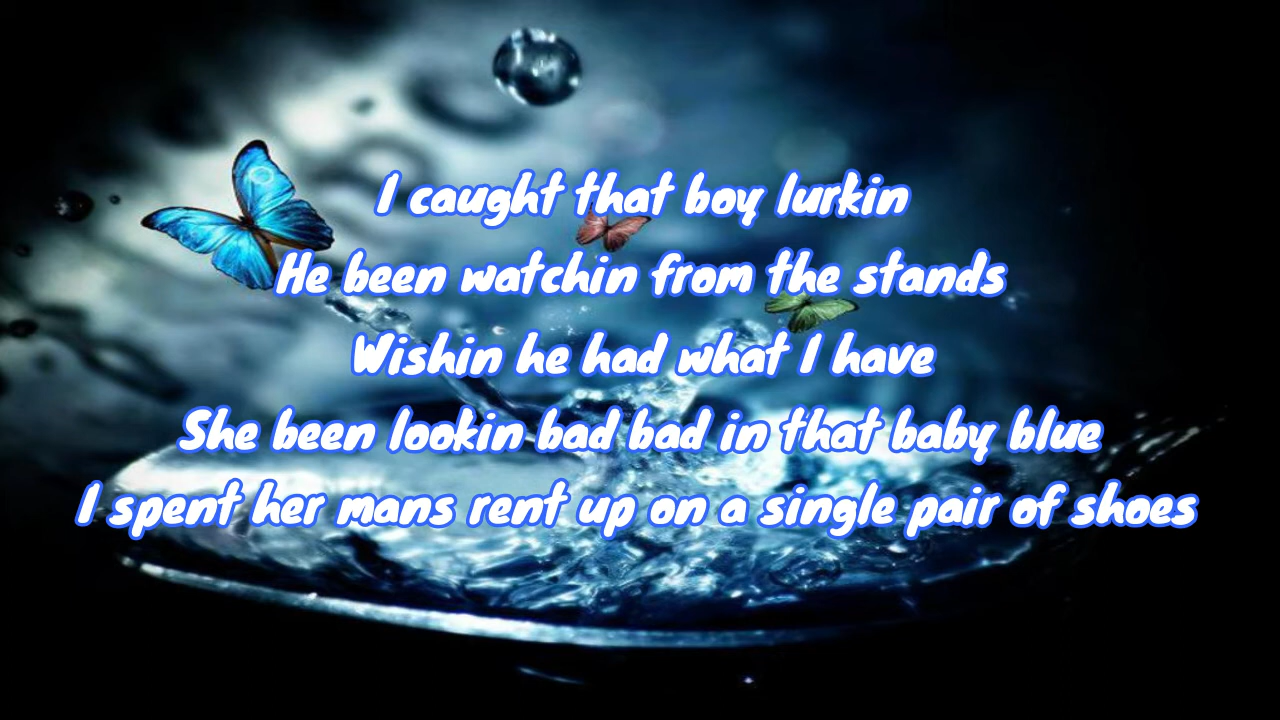 I caught that boy lurkin
He been watchin from the stands
Wishin he had what I have
She been lookin bad bad in that baby blue
I spent her mans rent up on a single pair of shoes